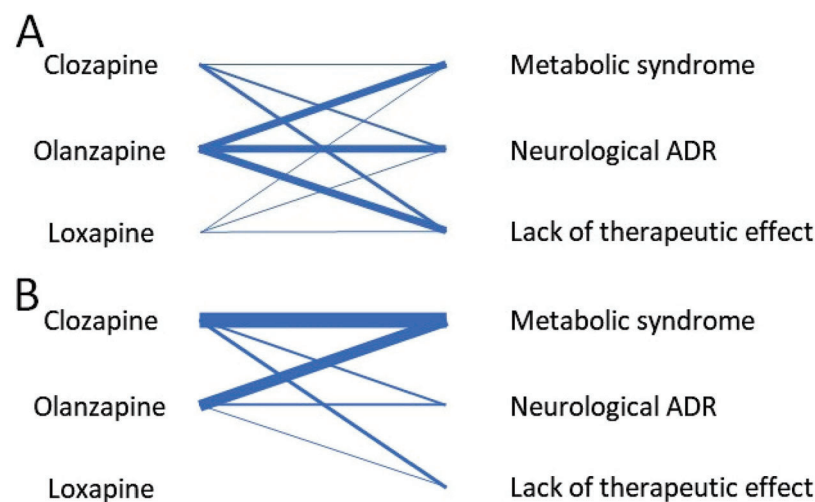 A
Clozapine Metabolic syndrome
Olanzapine Neurological ADR
Loxapine Lack of therapeutic effect
B
Clozapine Metabolic syndrome
Olanzapine Neurological ADR
Loxapine Lack of therapeutic effect